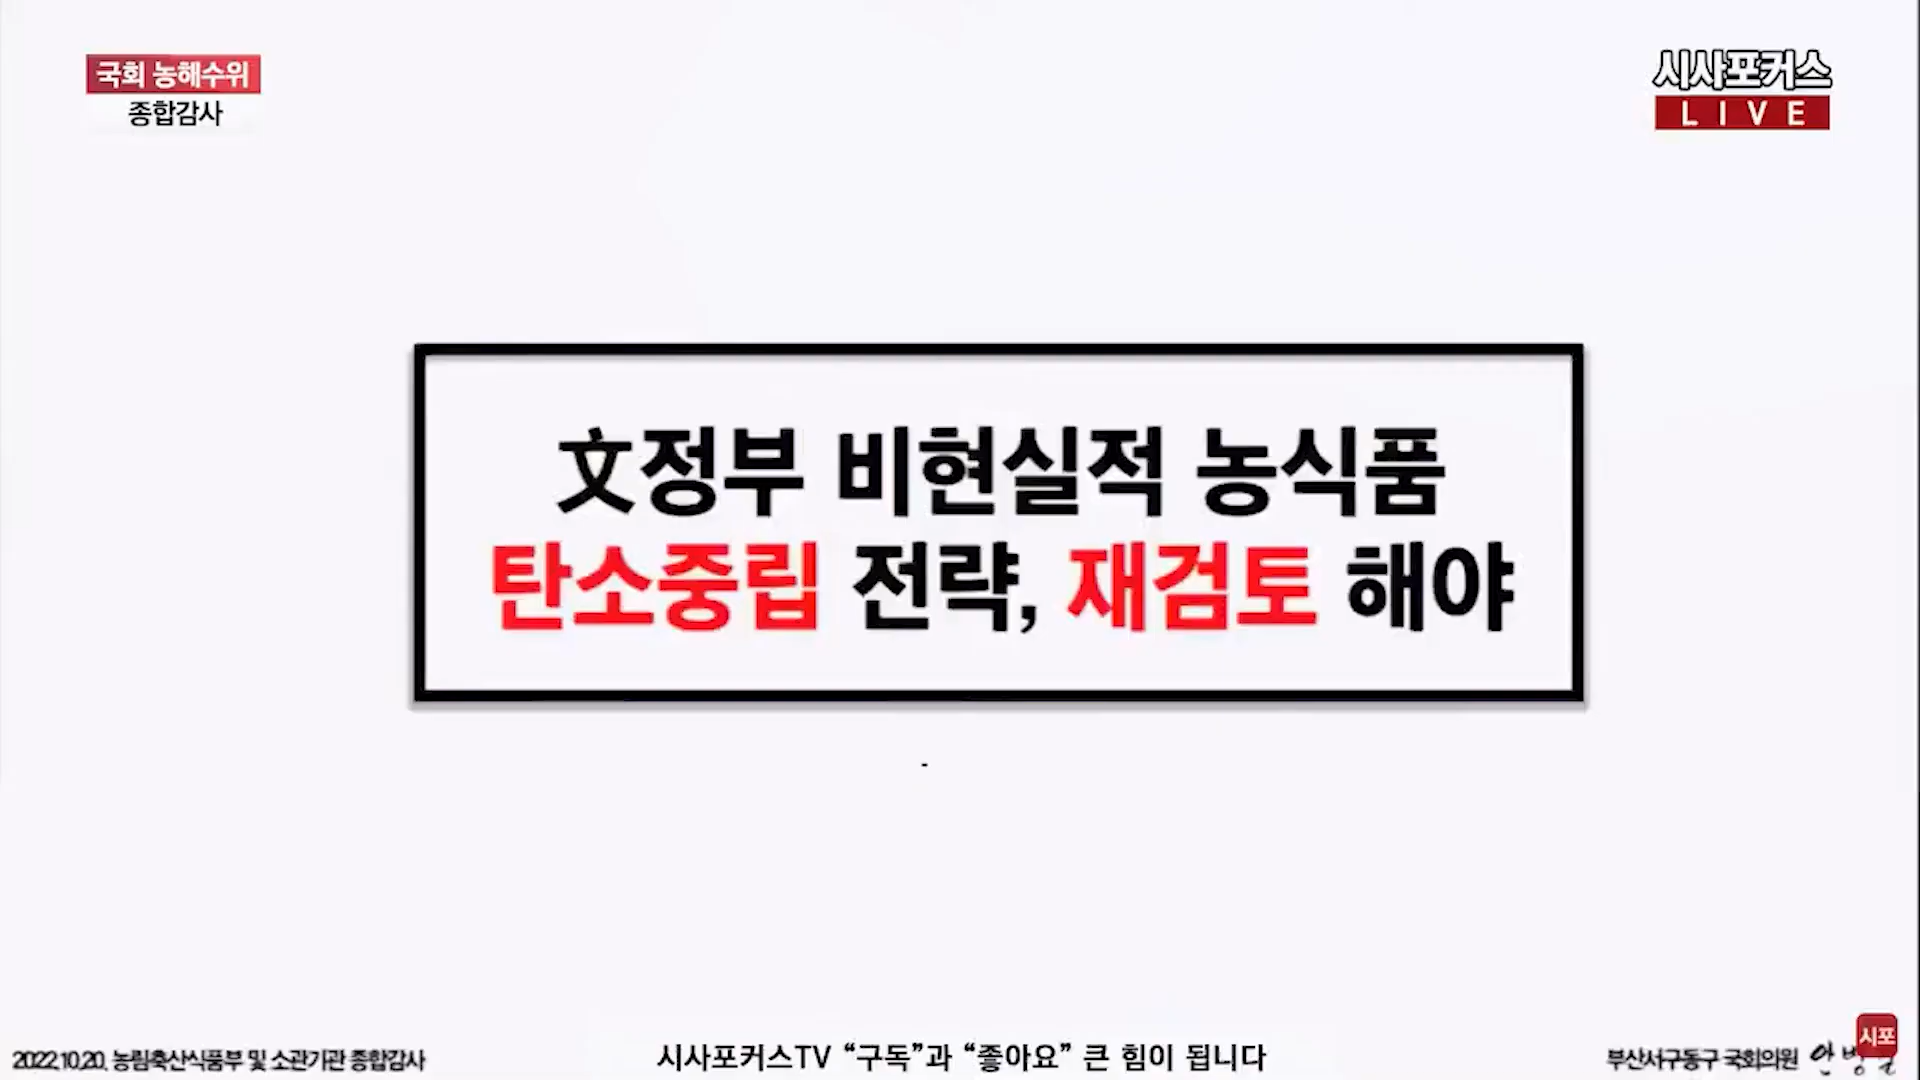 국회 농해수위
종합감사
시사포커스
LIVE
文정부 비현실적 농식품
탄소중립 전략, 재검토 해야
-
2022.10.20. 농림축산식품부 및 소관기관 종합감사
시사포커스TV “구독”과 “좋아요” 큰 힘이 됩니다
부산서구동구 국회의원
시포